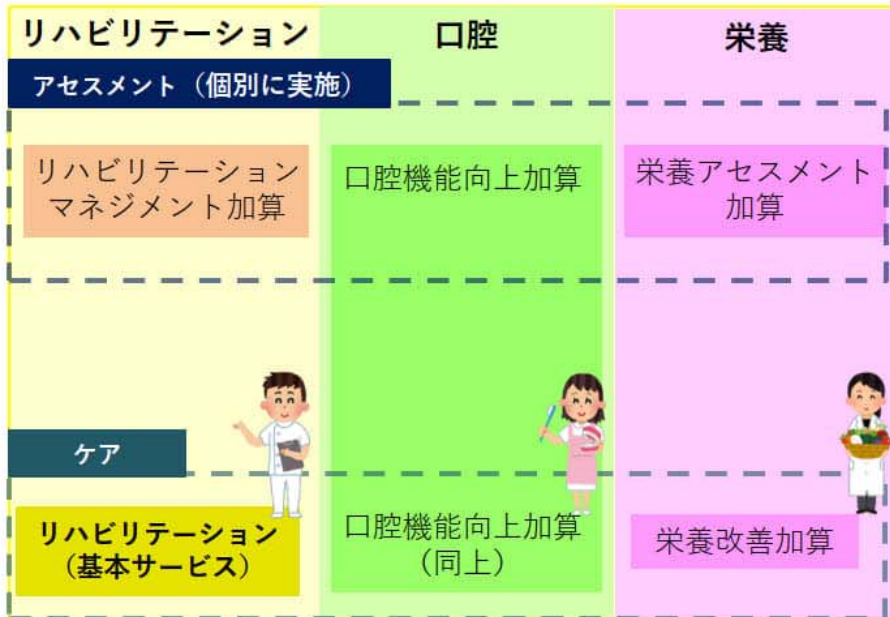 リハビリテーション
口腔
栄養
アセスメント（個別に実施）
リハビリテーション
マネジメント加算
口腔機能向上加算
栄養アセスメント
加算
ケア
リハビリテーション
（基本サービス）
口腔機能向上加算
（同上）
栄養改善加算